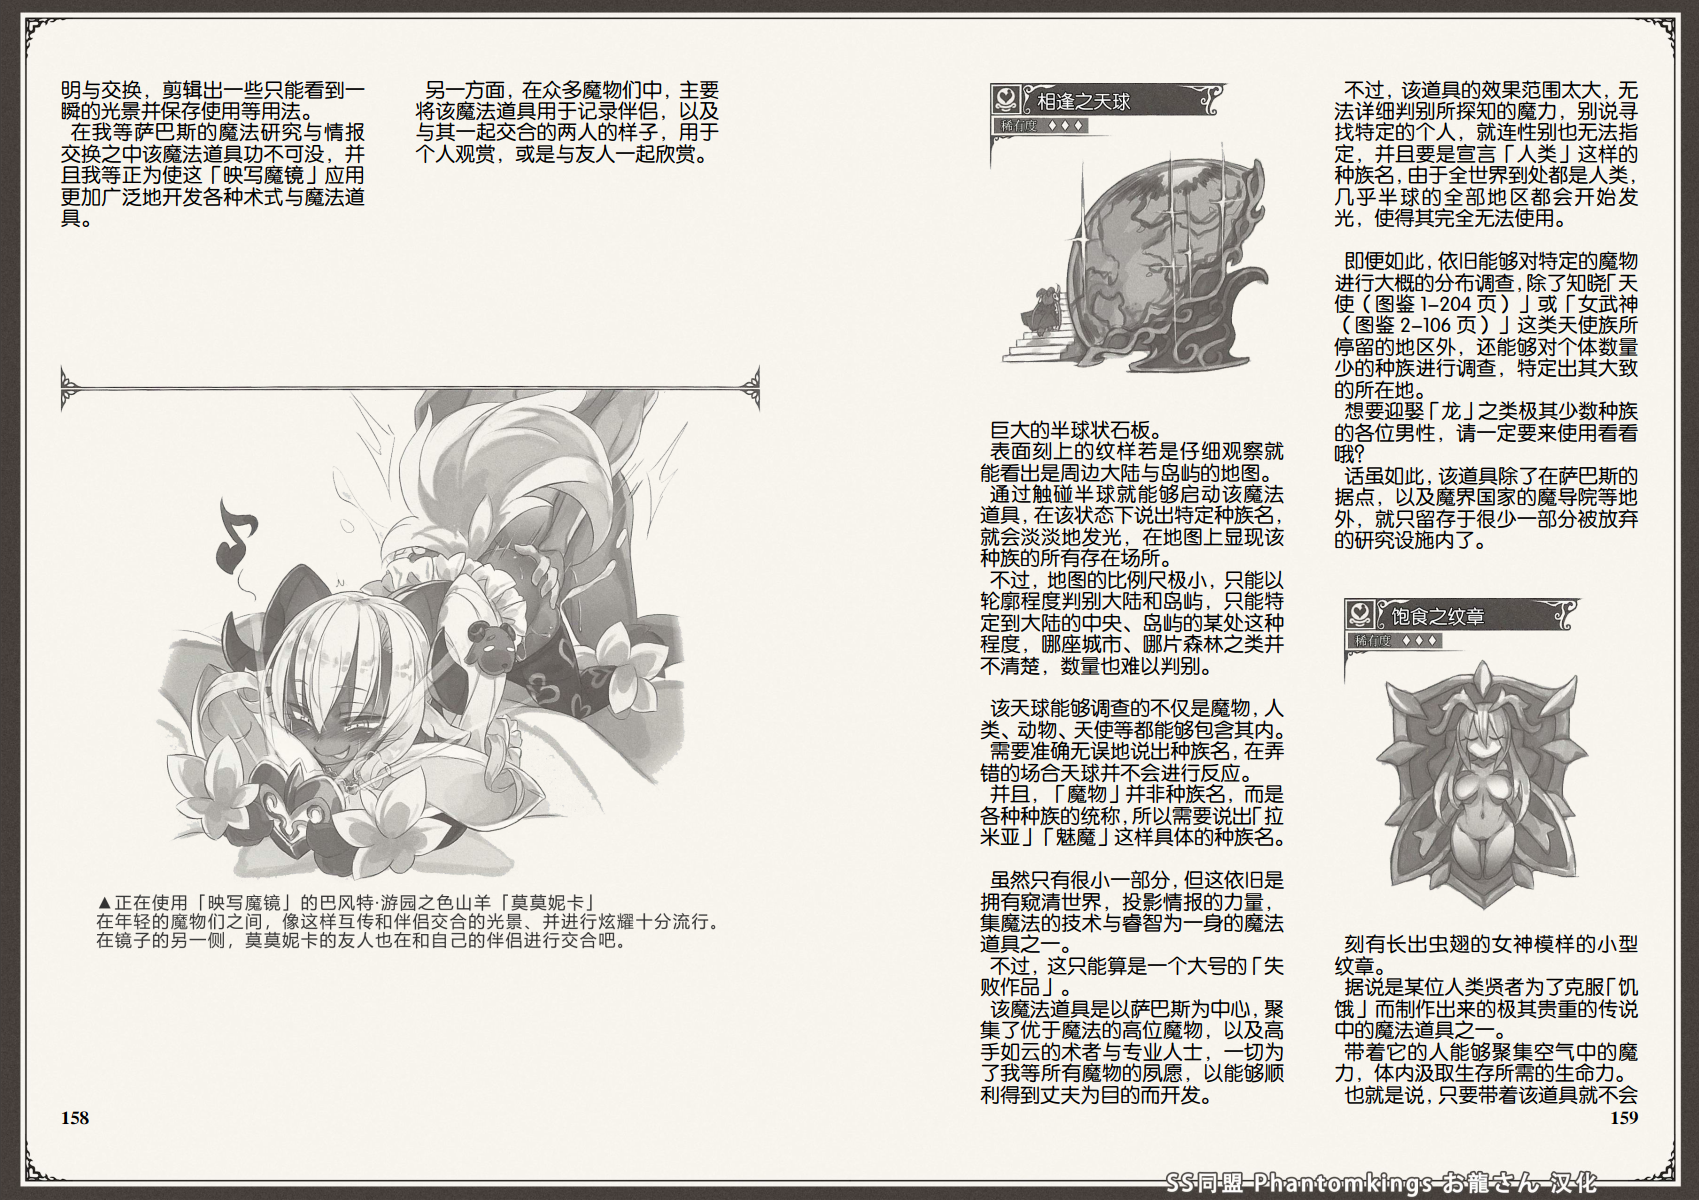 明与交换，剪辑出一些只能看到一
瞬的光景并保存使用等用法。
在我等萨巴斯的魔法研究与情报
交换之中该魔法道具功不可没，并
且我等正为使这「映写魔镜」应用
更加广泛地开发各种术式与魔法道
具。
另一方面，在众多魔物们中，主要
将该魔法道具用于记录伴侣，以及
与其一起交合的两人的样子，用于
个人观赏，或是与友人一起欣赏。
▲正在使用「映写魔镜」的巴风特·游园之色山羊「莫莫妮卡」
在年轻的魔物们之间，像这样互传和伴侣交合的光景、并进行炫耀十分流行。
在镜子的另一侧，莫莫妮卡的友人也在和自己的伴侣进行交合吧。
158
相逢之天球
稀有度 ♦♦♦
巨大的半球状石板。
表面刻上的纹样若是仔细观察就
能看出是周边大陆与岛屿的地图。
通过触碰半球就能够启动该魔法
道具，在该状态下说出特定种族名，
就会淡淡地发光，在地图上显现该
种族的所有存在场所。
不过，地图的比例尺极小，只能以
轮廓程度判别大陆和岛屿，只能特
定到大陆的中央、岛屿的某处这种
程度，哪座城市、哪片森林之类并
不清楚，数量也难以判别。
该天球能够调查的不仅是魔物，人
类、动物、天使等都能够包含其内。
需要准确无误地说出种族名，在弄
错的场合天球并不会进行反应。
并且，「魔物」并非种族名，而是
各种种族的统称，所以需要说出「拉
米亚」「魅魔」这样具体的种族名。
虽然只有很小一部分，但这依旧是
拥有窥清世界，投影情报的力量，
集魔法的技术与睿智为一身的魔法
道具之一。
不过，这只能算是一个大号的「失
败作品」。
该魔法道具是以萨巴斯为中心，聚
集了优于魔法的高位魔物，以及高
手如云的术者与专业人士，一切为
了我等所有魔物的夙愿，以能够顺
利得到丈夫为目的而开发。
不过，该道具的效果范围太大，无
法详细判别所探知的魔力，别说寻
找特定的个人，就连性别也无法指
定，并且要是宣言「人类」这样的
种族名，由于全世界到处都是人类，
几乎半球的全部地区都会开始发
光，使得其完全无法使用。
即便如此，依旧能够对特定的魔物
进行大概的分布调查，除了知晓「天
使（图鉴1-204页）」或「女武神
（图鉴2-106页）」这类天使族所
停留的地区外，还能够对个体数量
少的种族进行调查，特定出其大致
的所在地。
想要迎娶「龙」之类极其少数种族
的各位男性，请一定要来使用看看
哦？
话虽如此，该道具除了在萨巴斯的
据点，以及魔界国家的魔导院等地
外，就只留存于很少一部分被放弃
的研究设施内了。
饱食之纹章
稀有度 ♦♦♦
刻有长出虫翅的女神模样的小型
纹章。
据说是某位人类贤者为了克服「饥
饿」而制作出来的极其贵重的传说
中的魔法道具之一。
带着它的人能够聚集空气中的魔
力，体内汲取生存所需的生命力。
也就是说，只要带着该道具就不会
159
SS同盟 Phantomkings お龍さん 汉化